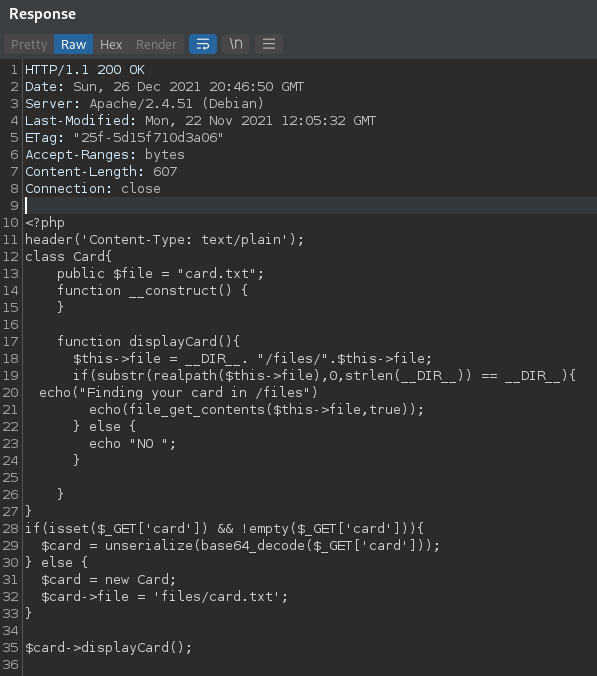 Response
Pretty Raw Hex Render \n
1 HTTP/1.1 200 OK
2 Date: Sun, 26 Dec 2021 20:46:50 GMT
3 Server: Apache/2.4.51 (Debian)
4 Last-Modified: Mon, 22 Nov 2021 12:05:32 GMT
5 ETag: "25f-5d15f710d3a06"
6 Accept-Ranges: bytes
7 Content-Length: 607
8 Connection: close
9
10 <?php
11 header('Content-Type: text/plain');
12 class Card{
13     public $file = "card.txt";
14     function __construct() {
15     }
16
17     function displayCard(){
18       $this->file = __DIR__. "/files/".$this->file;
19       if(substr(realpath($this->file),0,strlen(__DIR__)) == __DIR__){
20   echo("Finding your card in /files")
21         echo(file_get_contents($this->file,true));
22       } else {
23         echo "NO ";
24       }
25
26     }
27 }
28 if(isset($_GET['card']) && !empty($_GET['card'])){
29   $card = unserialize(base64_decode($_GET['card']));
30 } else {
31   $card = new Card;
32   $card->file = 'files/card.txt';
33 }
34
35 $card->displayCard();
36